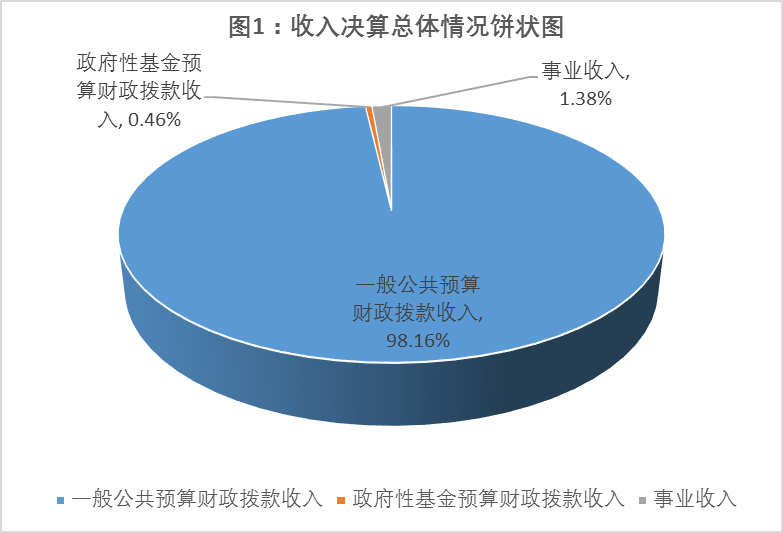 图1：收入决算总体情况饼状图
政府性基金预
算财政拨款收
入, 0.46%
事业收入,
1.38%
一般公共预算
财政拨款收入,
98.16%
一般公共预算财政拨款收入 政府性基金预算财政拨款收入 事业收入